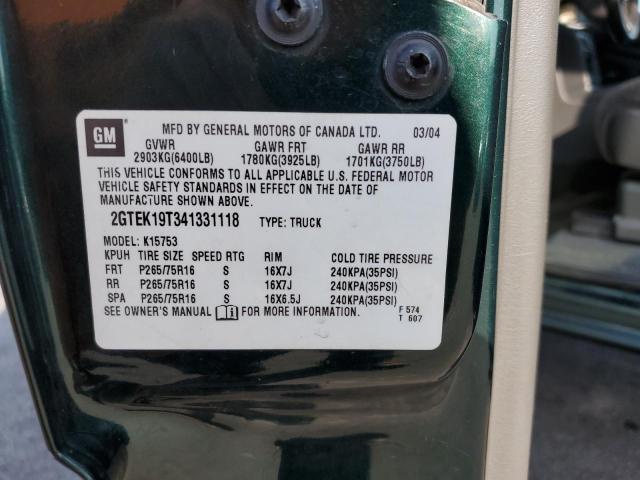 GM
MFD BY GENERAL MOTORS OF CANADA LTD. 03/04
GVWR GAWR FRT GAWR RR
2903KG(6400LB) 1780KG(3925LB) 1701KG(3750LB)
THIS VEHICLE CONFORMS TO ALL APPLICABLE U.S. FEDERAL MOTOR
VEHICLE SAFETY STANDARDS IN EFFECT ON THE DATE OF
MANUFACTURE SHOWN ABOVE.
2GTEK19T341331118 TYPE: TRUCK
MODEL: K15753
KPUH TIRE SIZE SPEED RTG RIM COLD TIRE PRESSURE
FRT P265/75R16 S 16X7J 240KPA(35PSI)
RR P265/75R16 S 16X7J 240KPA(35PSI)
SPA P265/75R16 S 16X6.5J 240KPA(35PSI)
SEE OWNER'S MANUAL FOR MORE INFORMATION. F 574
T 607